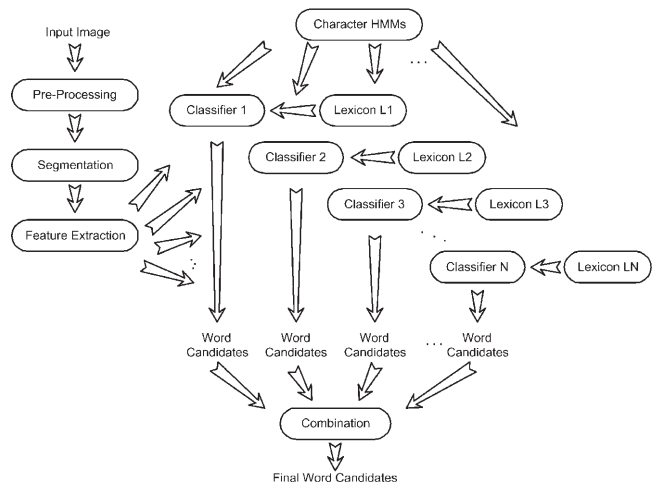 Character HMMs
Input Image
Pre-Processing
Classifier 1
Lexicon L1
Segmentation
Classifier 2
Lexicon L2
Classifier 3
Lexicon L3
Feature Extraction
Classifier N
Lexicon LN
Word
Candidates
Word
Candidates
Word
Candidates
Word
Candidates
Combination
Final Word Candidates